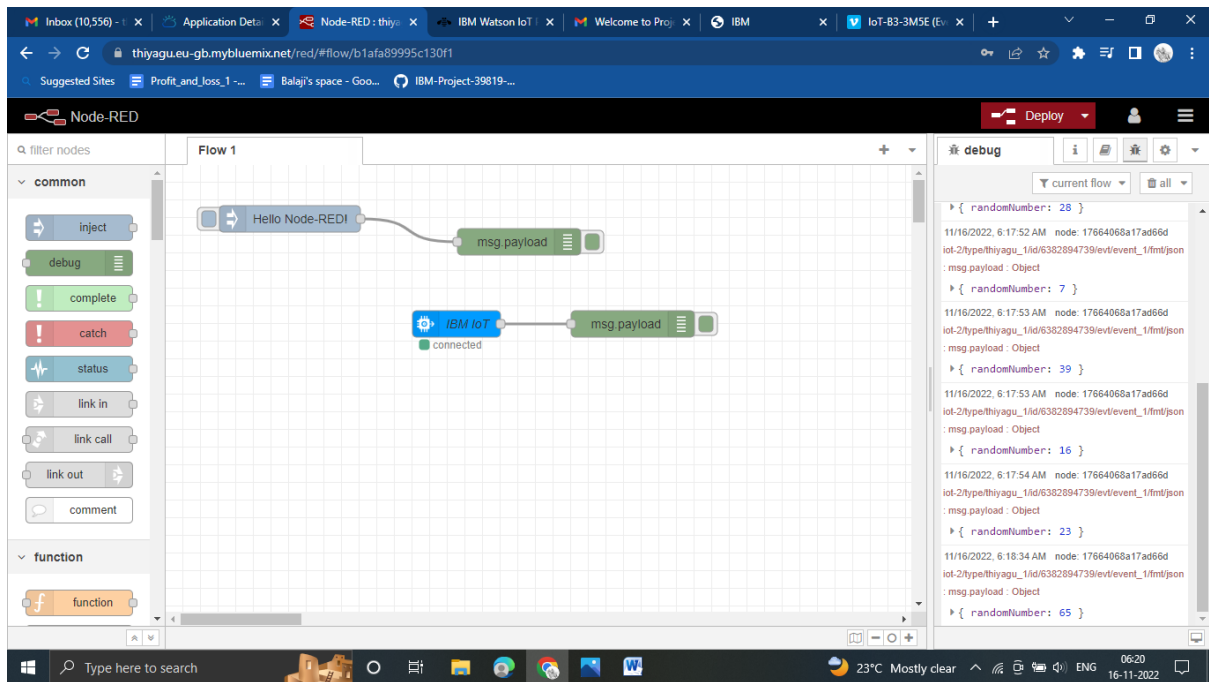 Inbox (10,556) - t
Application Detai
Node-RED : thiya
IBM Watson IoT
Welcome to Proj
IBM
IoT-B3-3M5E (Ev
thiyagu.eu-gb.mybluemix.net/red/#flow/b1afa89995c130f1
Suggested Sites
Profit_and_loss_1 -...
Balaji's space - Goo...
IBM-Project-39819-...
Node-RED
Deploy
filter nodes
Flow 1
debug
i
common
current flow
all
inject
debug
complete
catch
status
link in
link call
link out
comment
function
function
Hello Node-RED!
msg.payload
IBM IoT
connected
msg.payload
{ randomNumber: 28 }
11/16/2022, 6:17:52 AM node: 17664068a17ad66d
iot-2/type/thiyagu_1/id/6382894739/evt/event_1/fmt/json
: msg.payload : Object
{ randomNumber: 7 }
11/16/2022, 6:17:53 AM node: 17664068a17ad66d
iot-2/type/thiyagu_1/id/6382894739/evt/event_1/fmt/json
: msg.payload : Object
{ randomNumber: 39 }
11/16/2022, 6:17:53 AM node: 17664068a17ad66d
iot-2/type/thiyagu_1/id/6382894739/evt/event_1/fmt/json
: msg.payload : Object
{ randomNumber: 16 }
11/16/2022, 6:17:54 AM node: 17664068a17ad66d
iot-2/type/thiyagu_1/id/6382894739/evt/event_1/fmt/json
: msg.payload : Object
{ randomNumber: 23 }
11/16/2022, 6:18:34 AM node: 17664068a17ad66d
iot-2/type/thiyagu_1/id/6382894739/evt/event_1/fmt/json
: msg.payload : Object
{ randomNumber: 65 }
Type here to search
23°C Mostly clear
ENG
06:20
16-11-2022